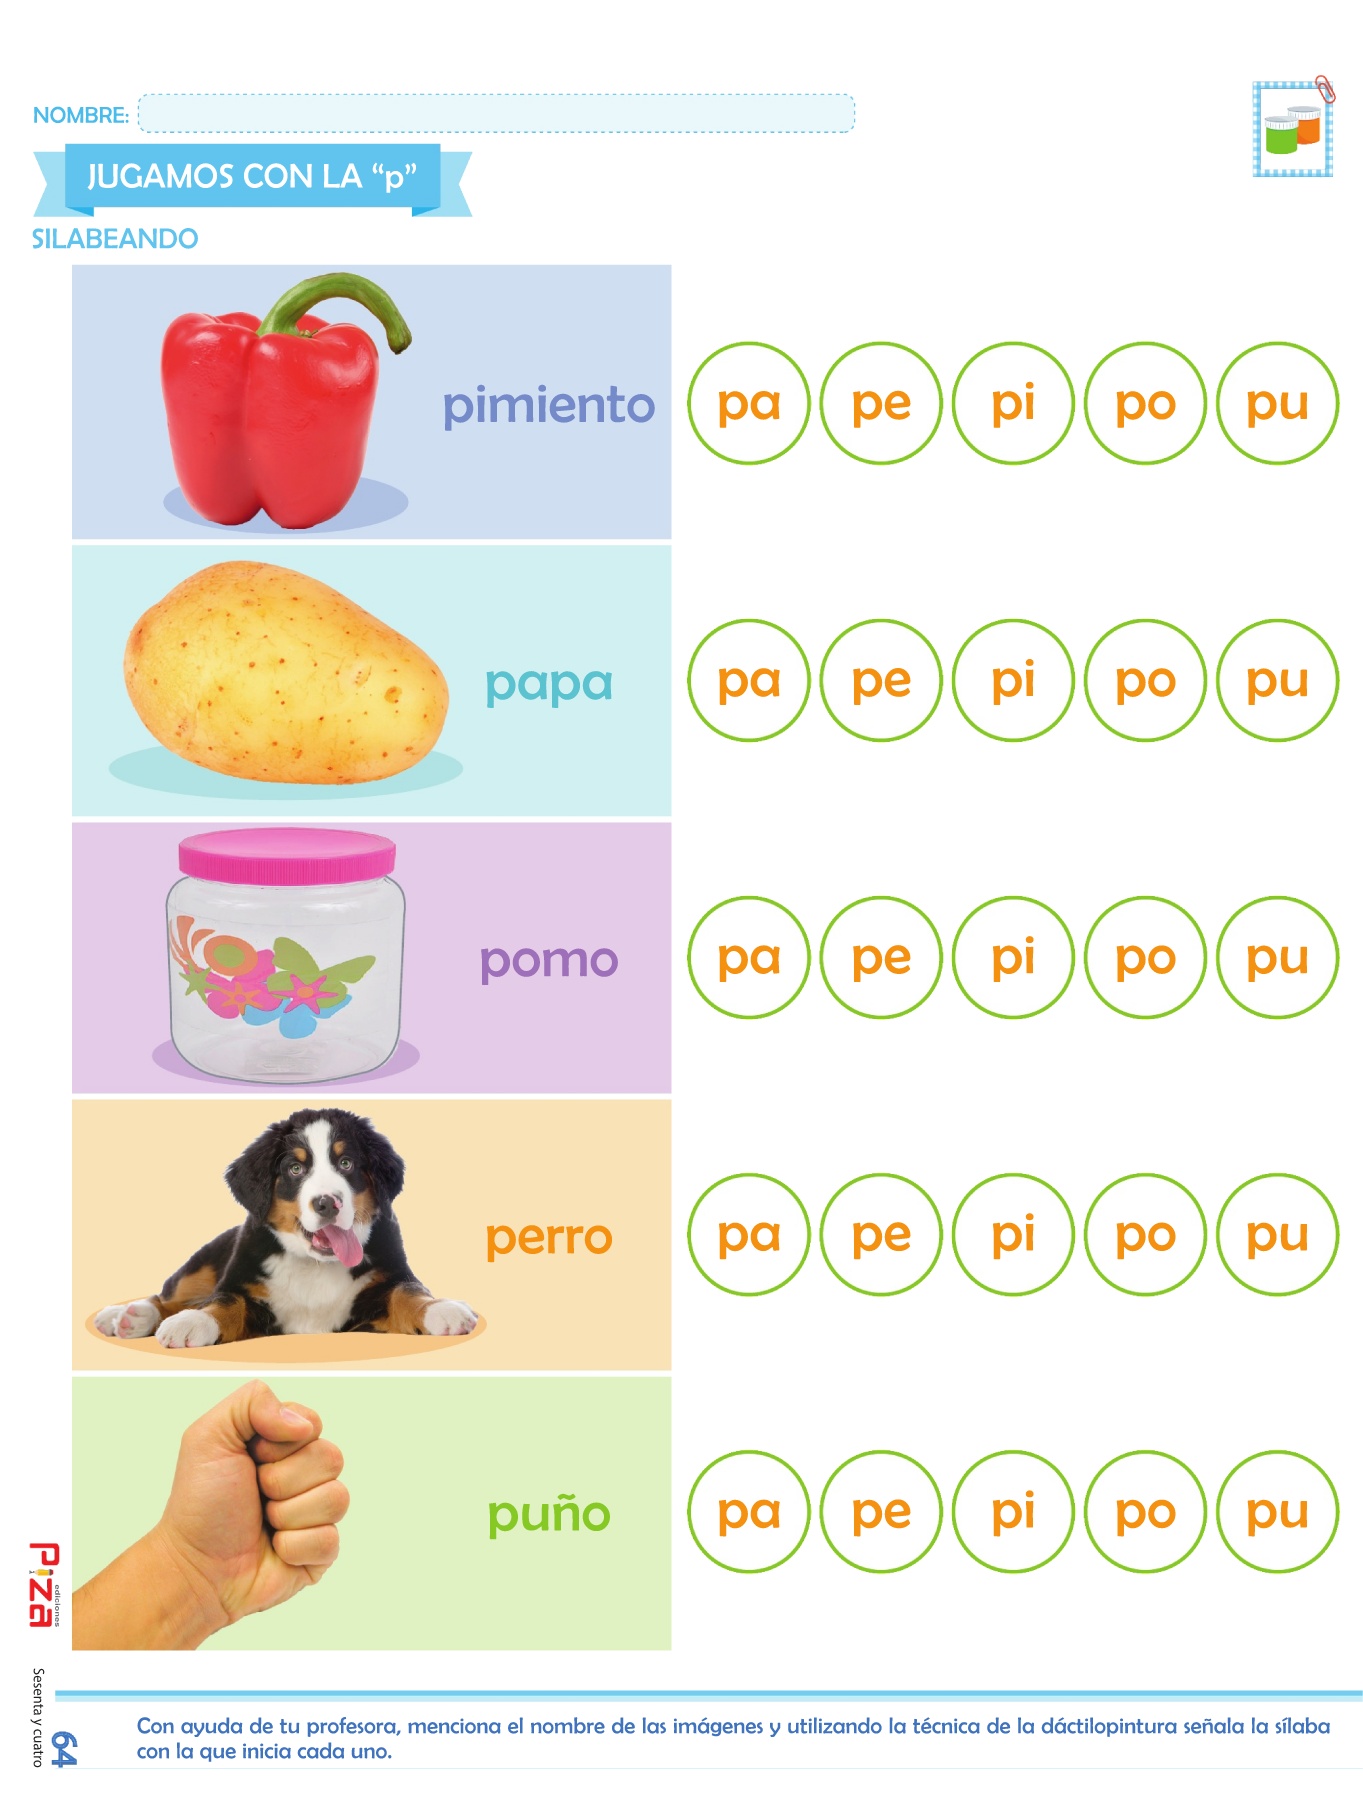 NOMBRE:
JUGAMOS CON LA “p”
SILABEANDO
pimiento
pa pe pi po pu
papa
pa pe pi po pu
pomo
pa pe pi po pu
perro
pa pe pi po pu
puño
pa pe pi po pu
Piza
ediciones
Sesenta y cuatro
64
Con ayuda de tu profesora, menciona el nombre de las imágenes y utilizando la técnica de la dáctilopintura señala la sílaba
con la que inicia cada uno.